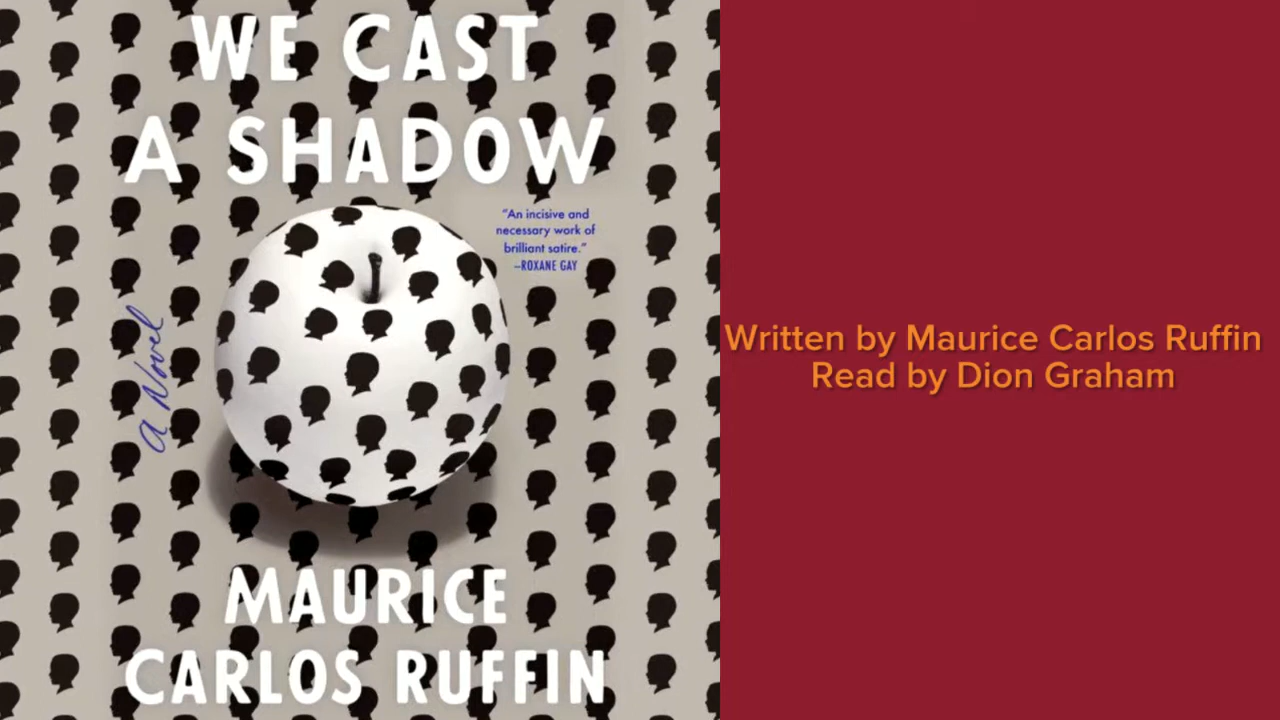 WE CAST
A SHADOW
"An incisive and
necessary work of
brilliant satire."
–ROXANE GAY
a Novel
MAURICE
CARLOS RUFFIN
Written by Maurice Carlos Ruffin
Read by Dion Graham